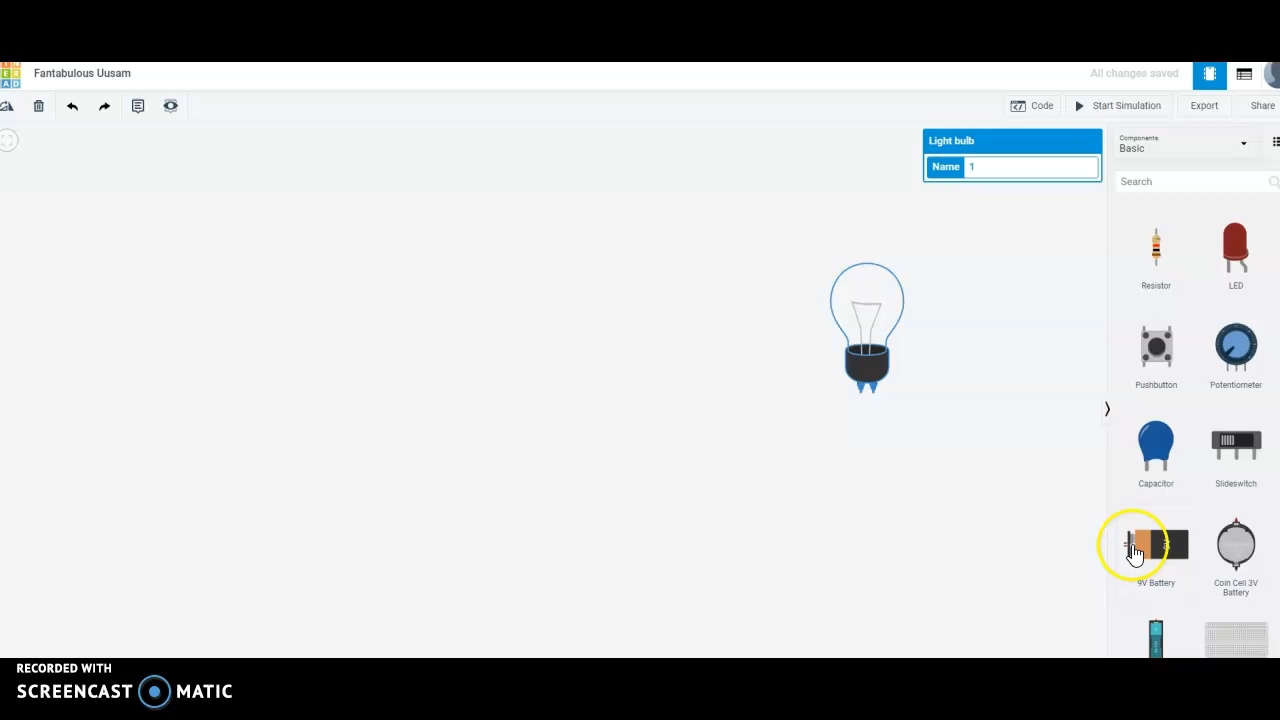 Fantabulous Uusam
All changes saved
Code
Start Simulation
Export
Share
Light bulb
Name 1
Components
Basic
Search
Resistor
LED
Pushbutton
Potentiometer
Capacitor
Slideswitch
9V Battery
Coin Cell 3V
Battery
RECORDED WITH
SCREENCAST MATIC